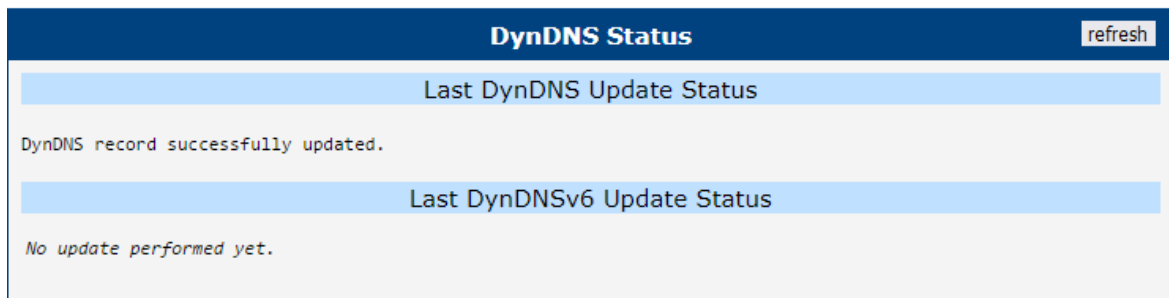 DynDNS Status
refresh
Last DynDNS Update Status
DynDNS record successfully updated.
Last DynDNSv6 Update Status
No update performed yet.